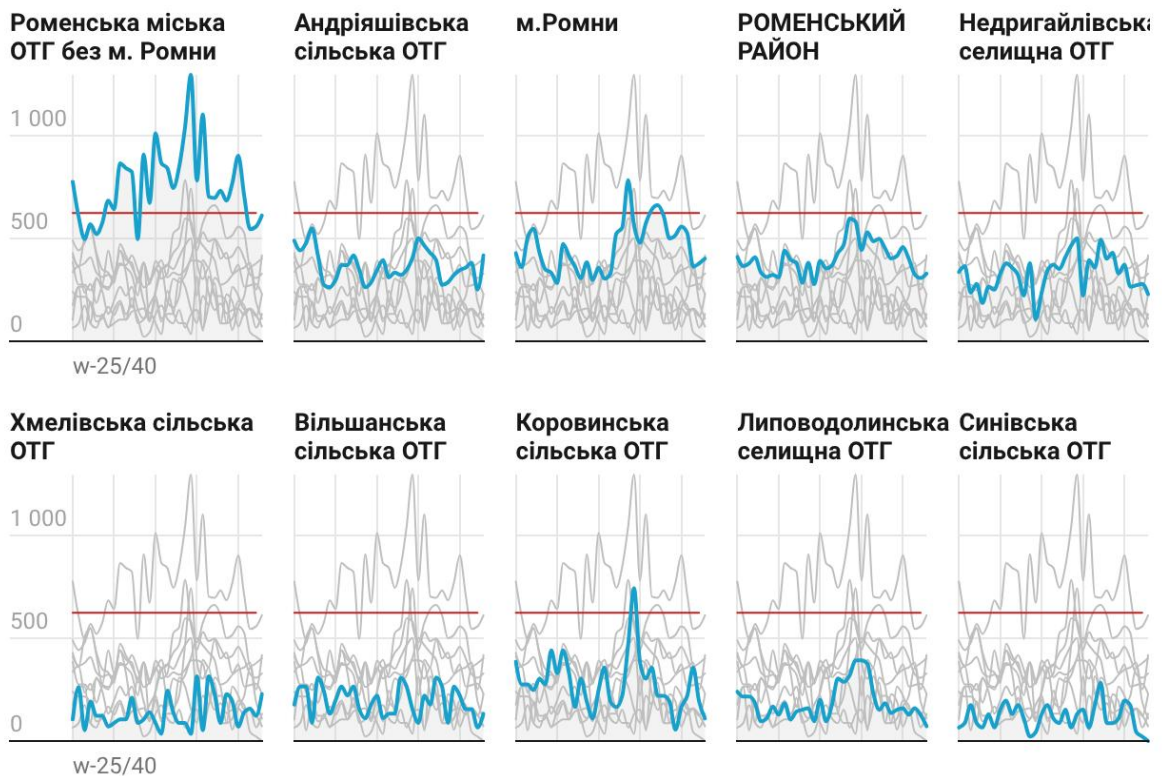 Роменська міська
ОТГ без м. Ромни
Андріяшівська
сільська ОТГ
м.Ромни
РОМЕНСЬКИЙ
РАЙОН
Недригайлівська
селищна ОТГ
1 000
500
0
w-25/40
Хмелівська сільська
ОТГ
Вільшанська
сільська ОТГ
Коровинська
сільська ОТГ
Липоводолинська
селищна ОТГ
Синівська
сільська ОТГ
1 000
500
0
w-25/40